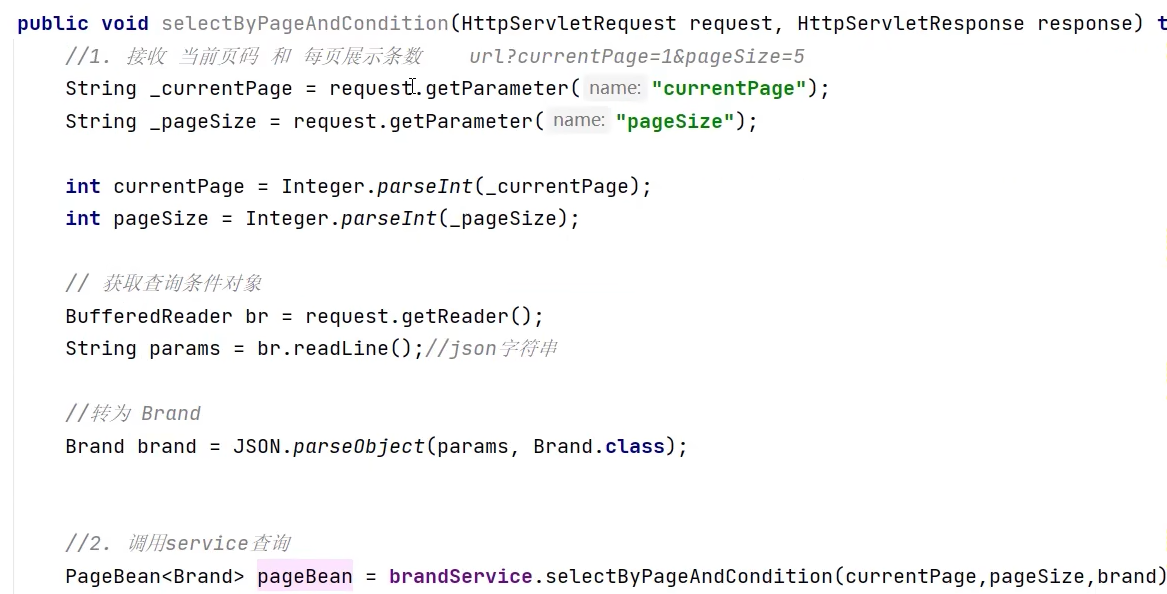 public void selectByPageAndCondition(HttpServletRequest request, HttpServletResponse response) t
//1. 接收 当前页码 和 每页展示条数    url?currentPage=1&pageSize=5
String _currentPage = request.getParameter( name: "currentPage");
String _pageSize = request.getParameter( name: "pageSize");
int currentPage = Integer.parseInt(_currentPage);
int pageSize = Integer.parseInt(_pageSize);
// 获取查询条件对象
BufferedReader br = request.getReader();
String params = br.readLine();//json字符串
//转为 Brand
Brand brand = JSON.parseObject(params, Brand.class);
//2. 调用service查询
PageBean<Brand> pageBean = brandService.selectByPageAndCondition(currentPage,pageSize,brand)